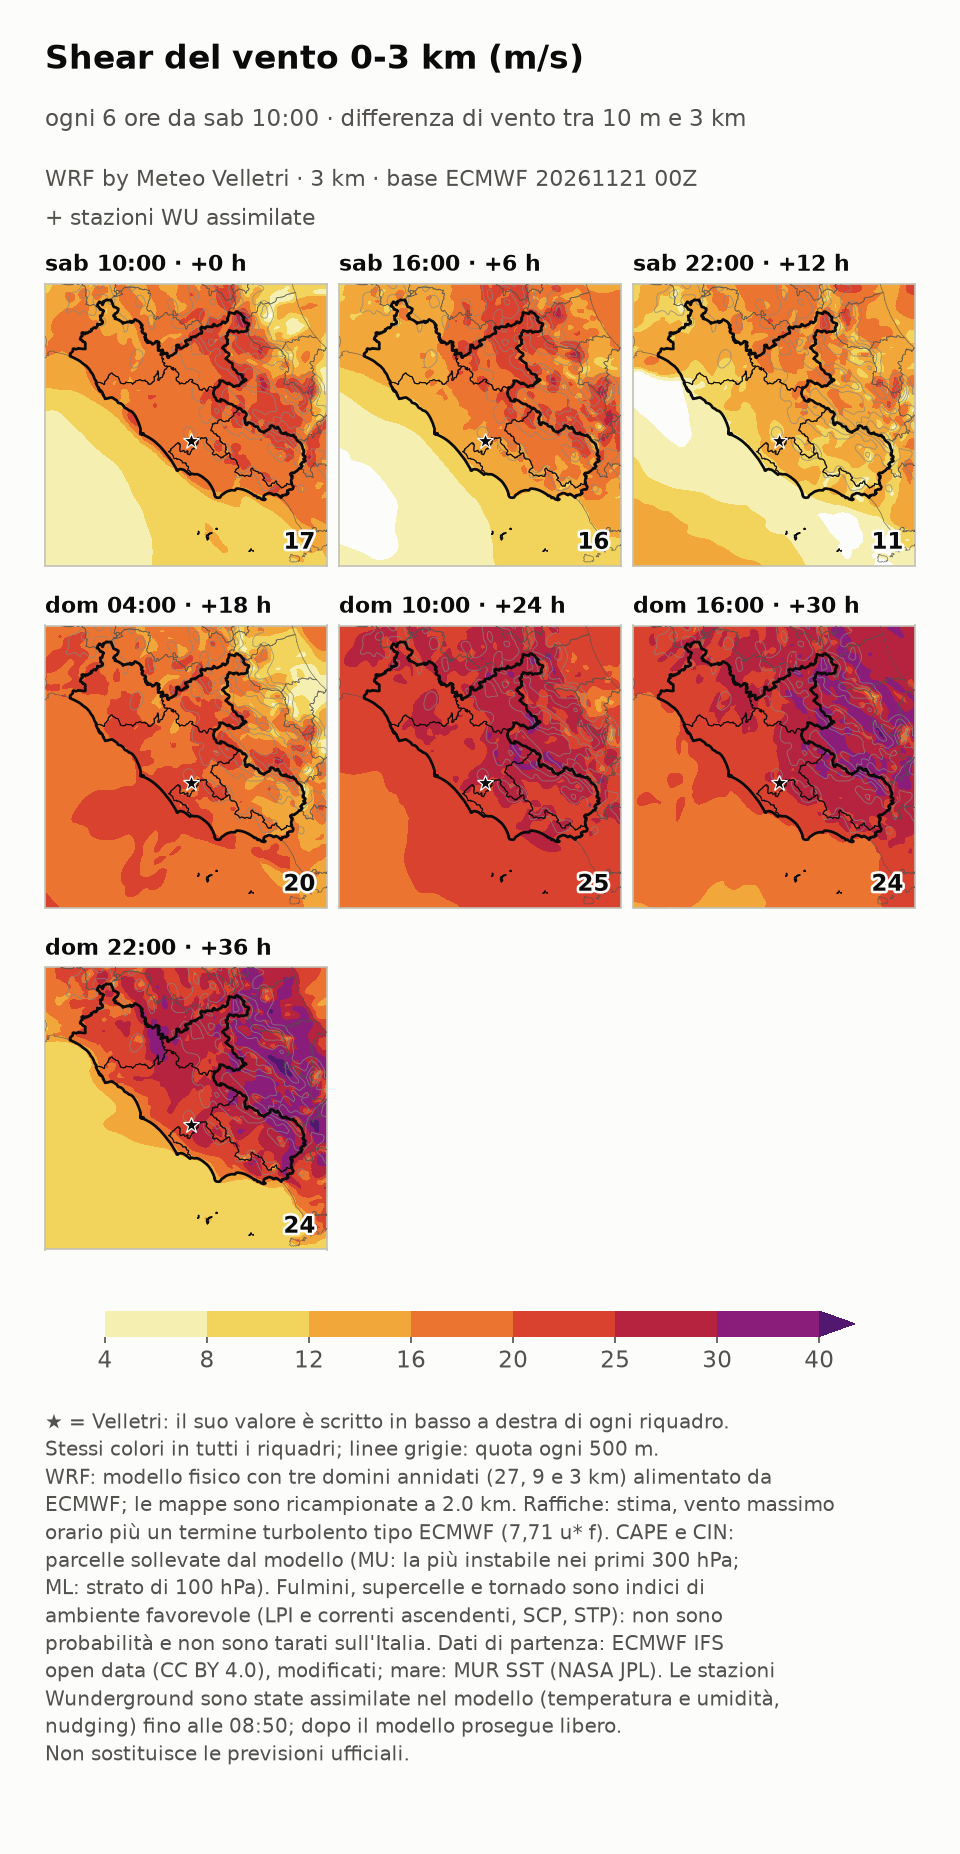 Shear del vento 0-3 km (m/s)
ogni 6 ore da sab 10:00 · differenza di vento tra 10 m e 3 km
WRF by Meteo Velletri · 3 km · base ECMWF 20261121 00Z
+ stazioni WU assimilate
sab 10:00 · +0 h
sab 16:00 · +6 h
sab 22:00 · +12 h
17
16
11
dom 04:00 · +18 h
dom 10:00 · +24 h
dom 16:00 · +30 h
20
25
24
dom 22:00 · +36 h
24
4 8 12 16 20 25 30 40
★ = Velletri: il suo valore è scritto in basso a destra di ogni riquadro.
Stessi colori in tutti i riquadri; linee grigie: quota ogni 500 m.
WRF: modello fisico con tre domini annidati (27, 9 e 3 km) alimentato da
ECMWF; le mappe sono ricampionate a 2.0 km. Raffiche: stima, vento massimo
orario più un termine turbolento tipo ECMWF (7,71 u* f). CAPE e CIN:
parcelle sollevate dal modello (MU: la più instabile nei primi 300 hPa;
ML: strato di 100 hPa). Fulmini, supercelle e tornado sono indici di
ambiente favorevole (LPI e correnti ascendenti, SCP, STP): non sono
probabilità e non sono tarati sull'Italia. Dati di partenza: ECMWF IFS
open data (CC BY 4.0), modificati; mare: MUR SST (NASA JPL). Le stazioni
Wunderground sono state assimilate nel modello (temperatura e umidità,
nudging) fino alle 08:50; dopo il modello prosegue libero.
Non sostituisce le previsioni ufficiali.